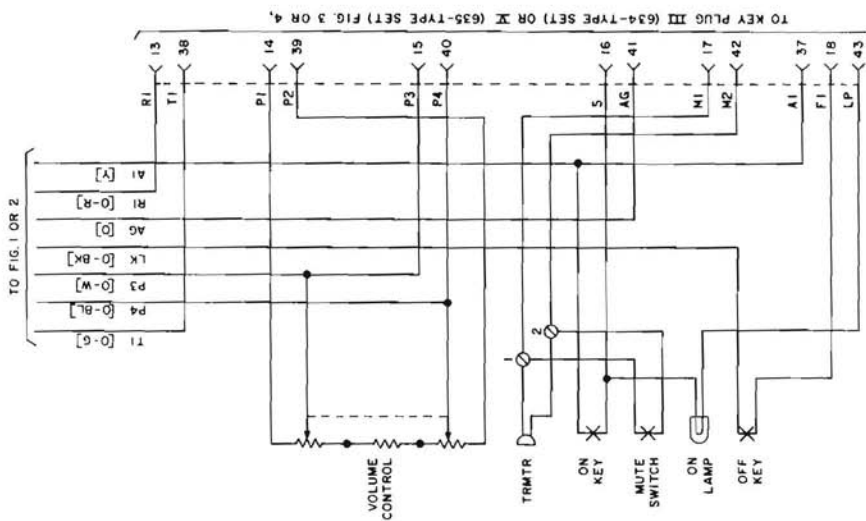 TO KEY PLUG III (634-TYPE SET) OR V (635-TYPE SET) FIG. 3 OR 4,
13
38
14
39
15
40
16
41
17
42
37
18
43
R1
T1
P1
P2
P3
P4
S
AG
M1
M2
A1
F1
LP
TO FIG. 1 OR 2
A1 [Y]
R1 [O-R]
AG [O]
LK [O-BK]
P3 [O-W]
P4 [O-BL]
T1 [O-G]
1
2
VOLUME
CONTROL
TRMTR
ON
KEY
MUTE
SWITCH
ON
LAMP
OFF
KEY